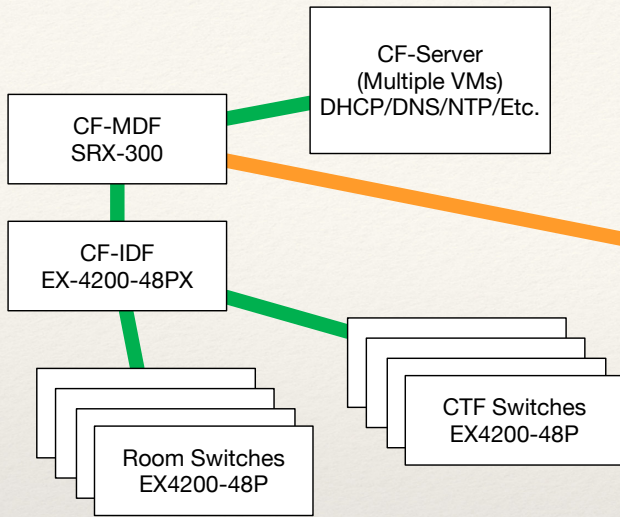 CF-Server
(Multiple VMs)
DHCP/DNS/NTP/Etc.
CF-MDF
SRX-300
CF-IDF
EX-4200-48PX
CTF Switches
EX4200-48P
Room Switches
EX4200-48P